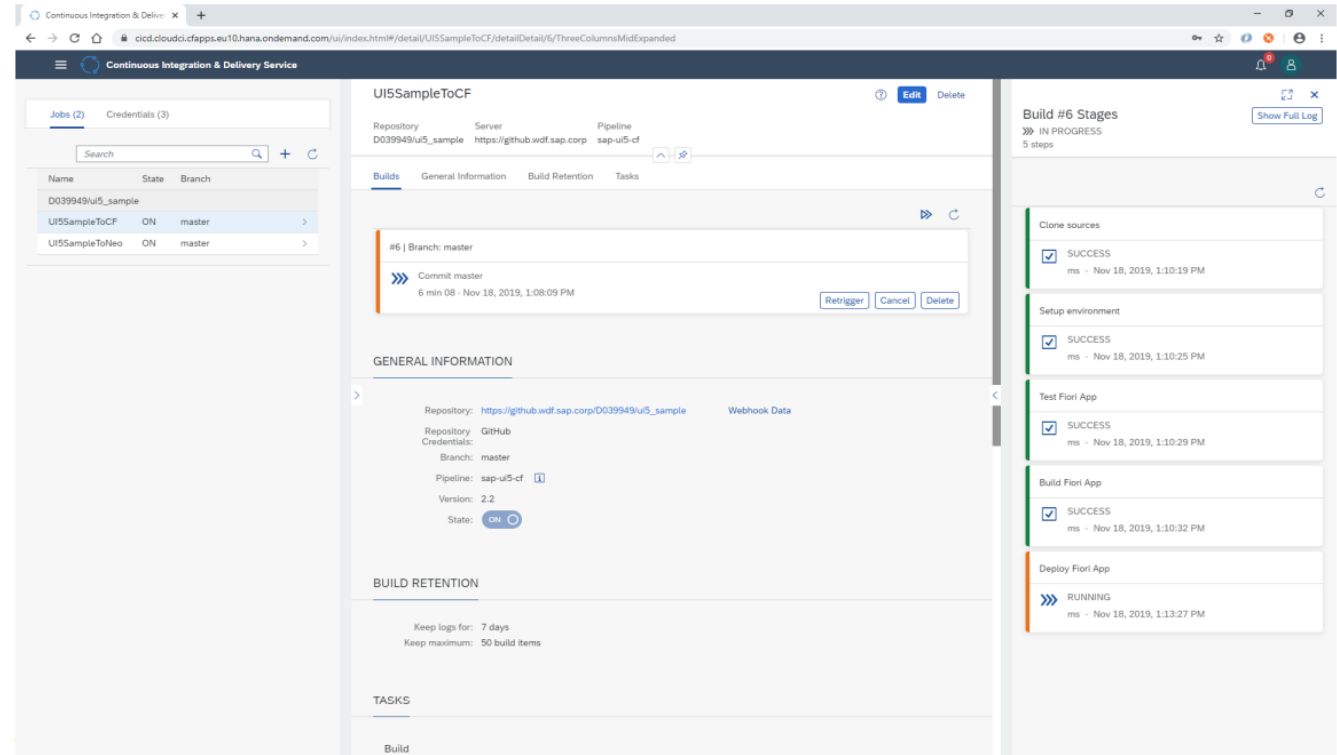 Continuous Integration & Delive
cicd.cloudci.cfapps.eu10.hana.ondemand.com/ui/index.html#/detail/UI5SampleToCF/detailDetail/6/ThreeColumnsMidExpanded
Continuous Integration & Delivery Service
0
Jobs (2) Credentials (3)
Search
Name State Branch
D039949/ui5_sample
UI5SampleToCF ON master
UI5SampleToNeo ON master
UI5SampleToCF
Edit Delete
Repository Server Pipeline
D039949/ui5_sample https://github.wdf.sap.corp sap-ui5-cf
Builds General Information Build Retention Tasks
#6 | Branch: master
Commit master
6 min 08 - Nov 18, 2019, 1:08:09 PM
Retrigger Cancel Delete
GENERAL INFORMATION
Repository: https://github.wdf.sap.corp/D039949/ui5_sample Webhook Data
Repository Credentials: GitHub
Branch: master
Pipeline: sap-ui5-cf
Version: 2.2
State: ON
BUILD RETENTION
Keep logs for: 7 days
Keep maximum: 50 build items
TASKS
Build
Build #6 Stages
Show Full Log
IN PROGRESS
5 steps
Clone sources
SUCCESS
ms - Nov 18, 2019, 1:10:19 PM
Setup environment
SUCCESS
ms - Nov 18, 2019, 1:10:25 PM
Test Fiori App
SUCCESS
ms - Nov 18, 2019, 1:10:29 PM
Build Fiori App
SUCCESS
ms - Nov 18, 2019, 1:10:32 PM
Deploy Fiori App
RUNNING
ms - Nov 18, 2019, 1:13:27 PM